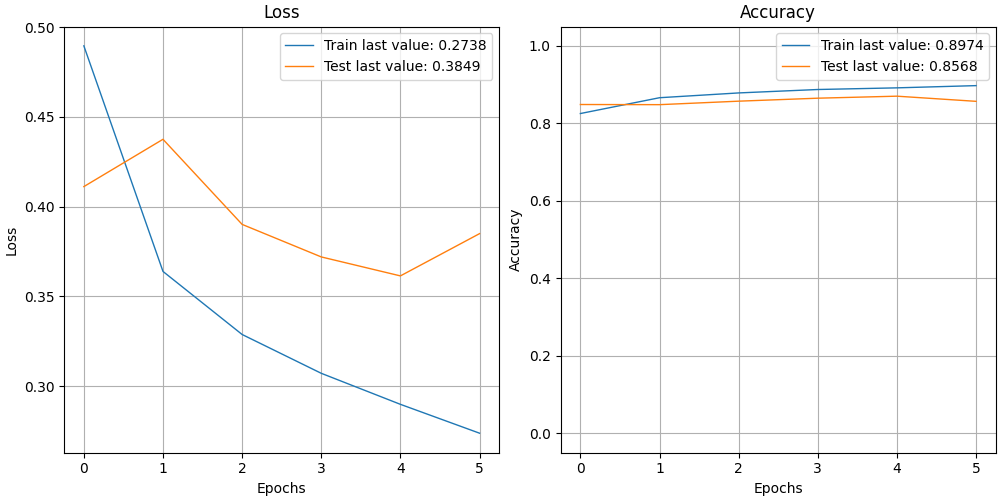 Loss
Train last value: 0.2738
Test last value: 0.3849
0.50
0.45
0.40
0.35
0.30
Loss
0
1
2
3
4
5
Epochs
Accuracy
Train last value: 0.8974
Test last value: 0.8568
1.0
0.8
0.6
0.4
0.2
0.0
Accuracy
0
1
2
3
4
5
Epochs